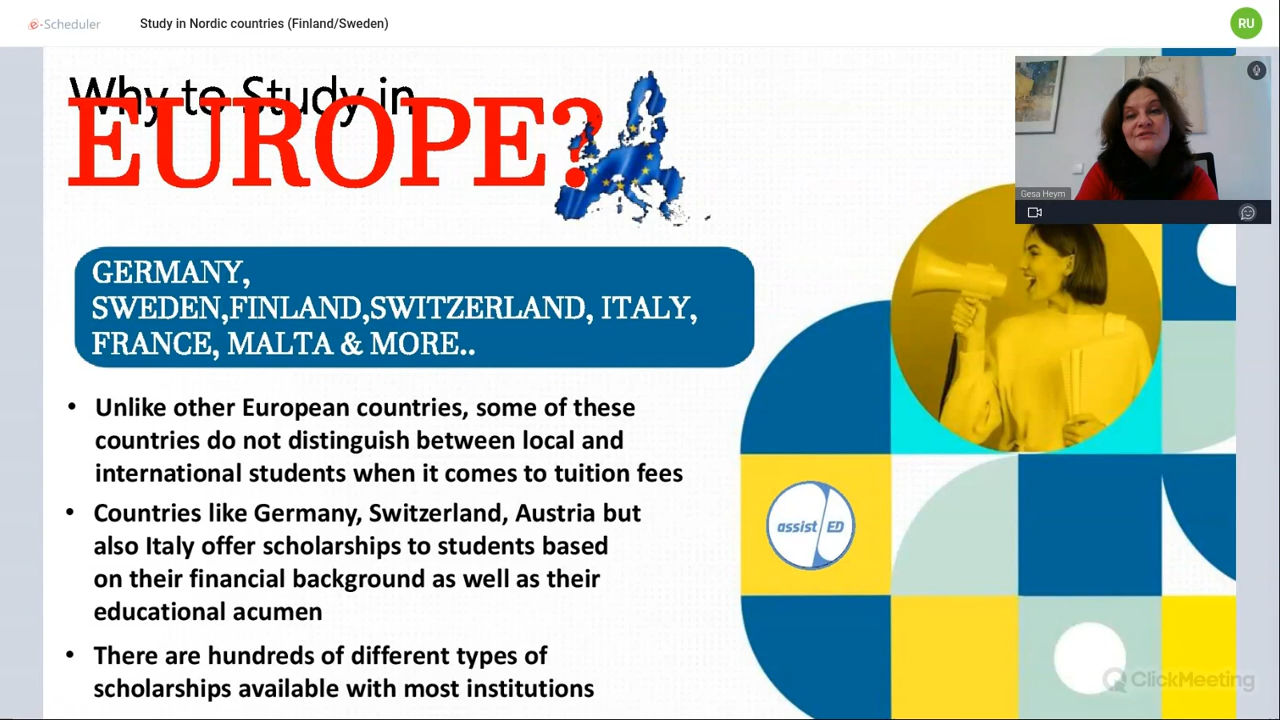 e-Scheduler
Study in Nordic countries (Finland/Sweden)
RU
Why to Study in
EUROPE?
Gesa Heym
GERMANY,
SWEDEN,FINLAND,SWITZERLAND, ITALY,
FRANCE, MALTA & MORE..
• Unlike other European countries, some of these
countries do not distinguish between local and
international students when it comes to tuition fees
• Countries like Germany, Switzerland, Austria but
also Italy offer scholarships to students based
on their financial background as well as their
educational acumen
• There are hundreds of different types of
scholarships available with most institutions
assist ED
ClickMeeting